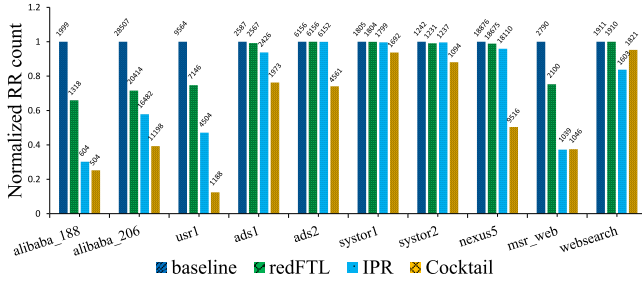 Normalized RR count
1.2
1
0.8
0.6
0.4
0.2
0
1999 1318 604 504
28507 20414 16482 11198
9564 7146 4504 1188
2587 2567 2426 1973
6156 6156 6152 4561
1805 1804 1799 1692
1242 1231 1237 1094
18876 18675 18110 9516
2790 2100 1039 1046
1911 1910 1603 1821
alibaba_188 alibaba_206 usr1 ads1 ads2 systor1 systor2 nexus5 msr_web websearch
baseline redFTL IPR Cocktail